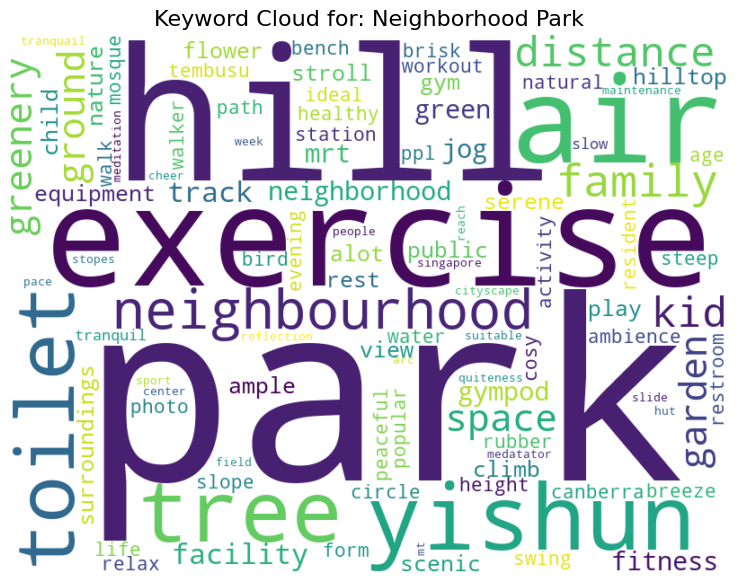 Keyword Cloud for: Neighborhood Park
tranquail
hill
flower
bench
brisk
distance
tembusu
workout
air
natural
hilltop
maintenance
greenery
child
ground
nature
mosque
walk
meditation
stroll
ideal
healthy
gym
path
green
walker
week
station
mrt
ppl
jog
slow
age
cheer
family
equipment
track
neighborhood
serene
exercise
people
reach
evening
alot
public
bird
rest
singapore
activity
resident
steep
stopes
pace
cityscape
toilet
neighbourhood
play
kid
tranquil
reflection
water
suitable
ambience
view
arc
cosy
park
sport
center
ample
quiteness
gympod
slide
hut
garden
restroom
photo
surroundings
peaceful
popular
space
rubber
medatator
field
climb
slope
height
tree
circle
yishun
canberra
breeze
life
relax
facility
form
mt
scenic
swing
fitness